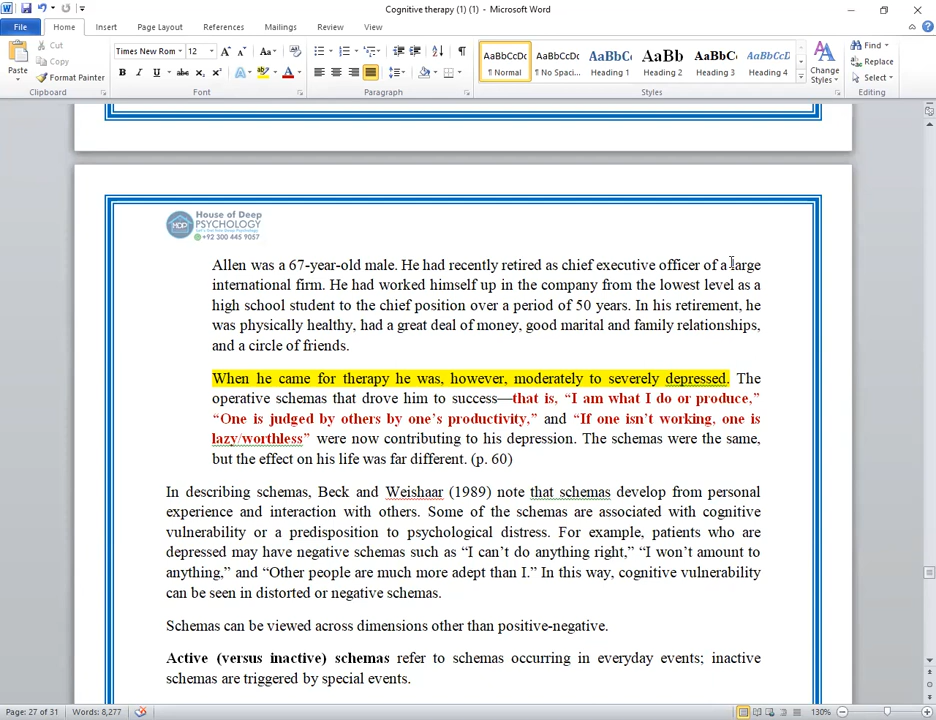 Cognitive therapy (1) (1) - Microsoft Word
File Home Insert Page Layout References Mailings Review View
Paste
Cut
Copy
Format Painter
Clipboard
Times New Rom 12
Font
Paragraph
AaBbCcDc AaBbCcDc AaBbCcI AaBb AaBbC AaBbCcD
¶ Normal ¶ No Spaci... Heading 1 Heading 2 Heading 3 Heading 4
Change
Styles
Styles
Find
Replace
Select
Editing
House of Deep
PSYCHOLOGY
+92 300 445 9057
HDP
Allen was a 67-year-old male. He had recently retired as chief executive officer of a large
international firm. He had worked himself up in the company from the lowest level as a
high school student to the chief position over a period of 50 years. In his retirement, he
was physically healthy, had a great deal of money, good marital and family relationships,
and a circle of friends.
When he came for therapy he was, however, moderately to severely depressed. The
operative schemas that drove him to success—that is, “I am what I do or produce,”
“One is judged by others by one’s productivity,” and “If one isn’t working, one is
lazy/worthless” were now contributing to his depression. The schemas were the same,
but the effect on his life was far different. (p. 60)
In describing schemas, Beck and Weishaar (1989) note that schemas develop from personal
experience and interaction with others. Some of the schemas are associated with cognitive
vulnerability or a predisposition to psychological distress. For example, patients who are
depressed may have negative schemas such as “I can’t do anything right,” “I won’t amount to
anything,” and “Other people are much more adept than I.” In this way, cognitive vulnerability
can be seen in distorted or negative schemas.
Schemas can be viewed across dimensions other than positive-negative.
Active (versus inactive) schemas refer to schemas occurring in everyday events; inactive
schemas are triggered by special events.
Page: 27 of 31 Words: 8,277 130%